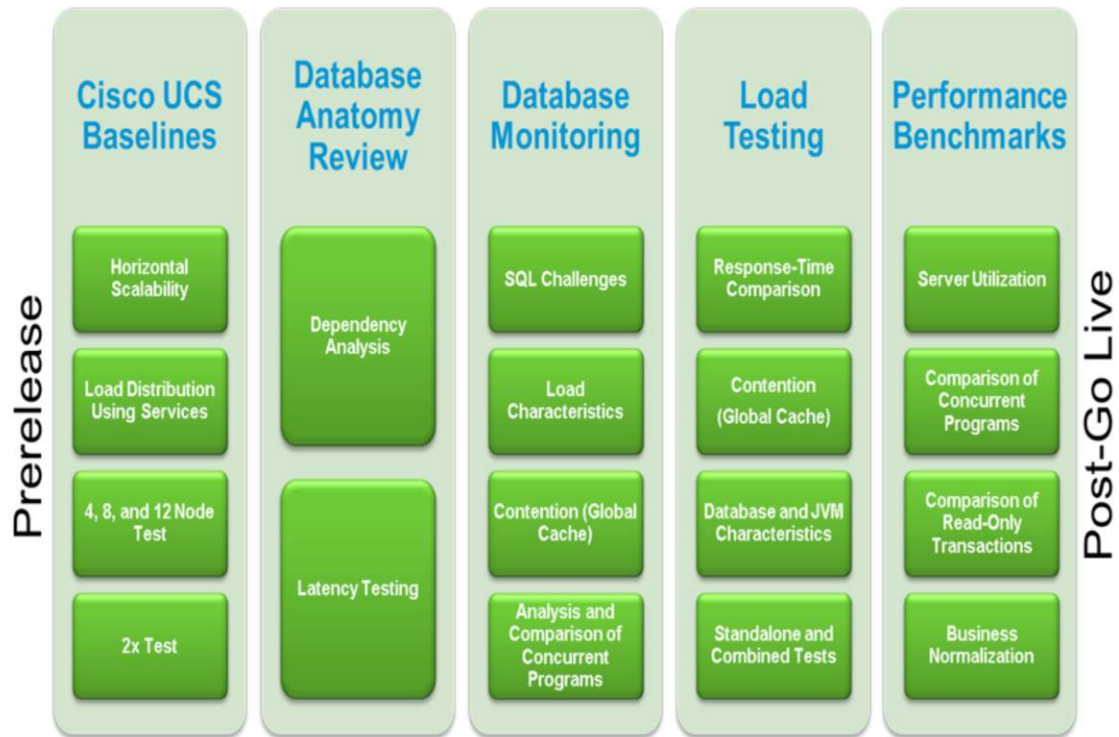 Prerelease
Cisco UCS
Baselines
Horizontal
Scalability
Load Distribution
Using Services
4, 8, and 12 Node
Test
2x Test
Database
Anatomy
Review
Dependency
Analysis
Latency Testing
Database
Monitoring
SQL Challenges
Load
Characteristics
Contention (Global
Cache)
Analysis and
Comparison of
Concurrent
Programs
Load
Testing
Response-Time
Comparison
Contention
(Global Cache)
Database and JVM
Characteristics
Standalone and
Combined Tests
Performance
Benchmarks
Server Utilization
Comparison of
Concurrent
Programs
Comparison of
Read-Only
Transactions
Business
Normalization
Post-Go Live